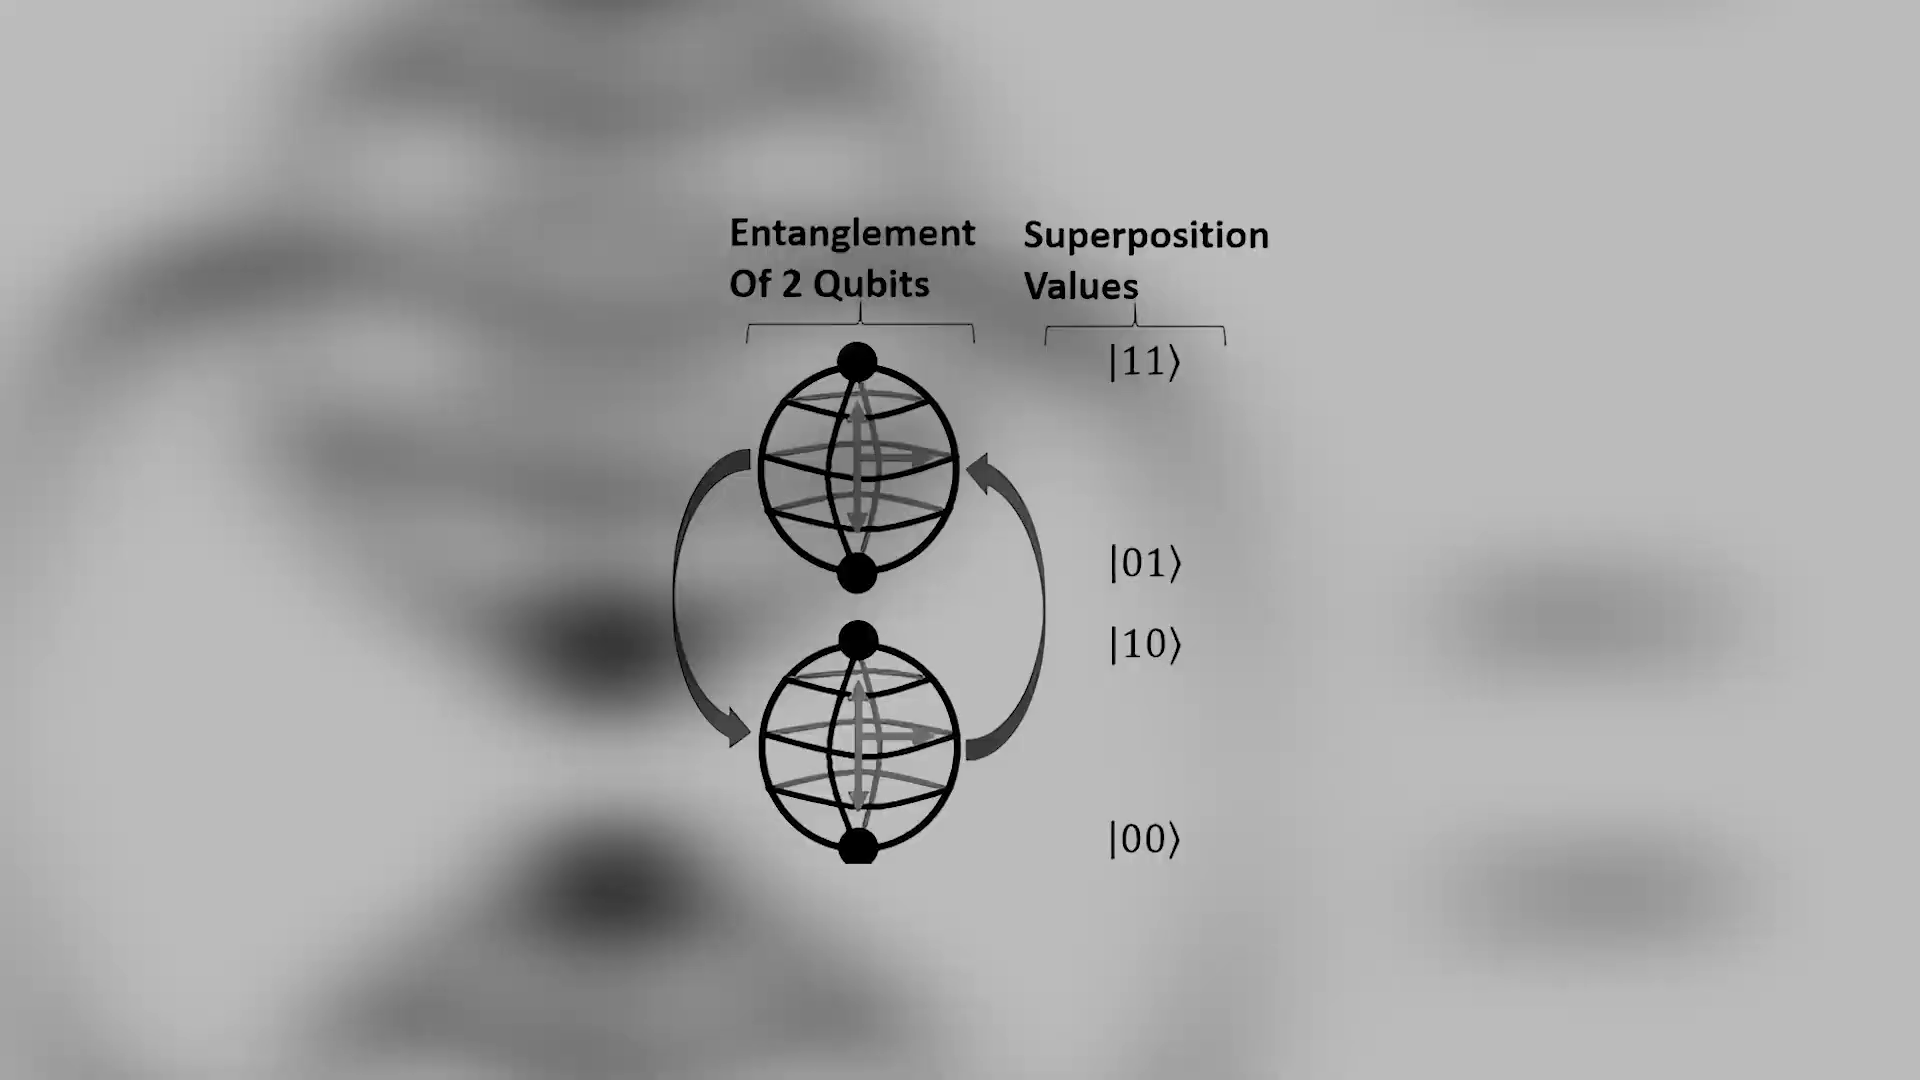 Entanglement
Of 2 Qubits
Superposition
Values
|11⟩
|01⟩
|10⟩
|00⟩